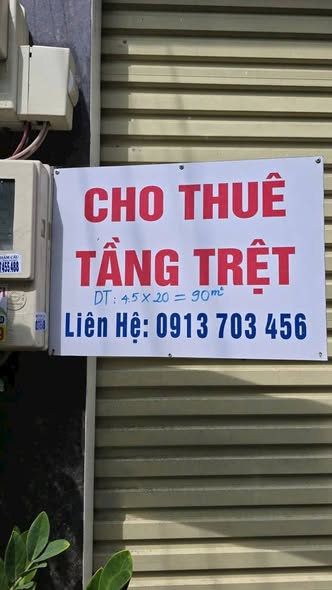 CHO THUÊ
TẦNG TRỆT
DT: 4.5 x 20 = 90m²
Liên Hệ: 0913 703 456